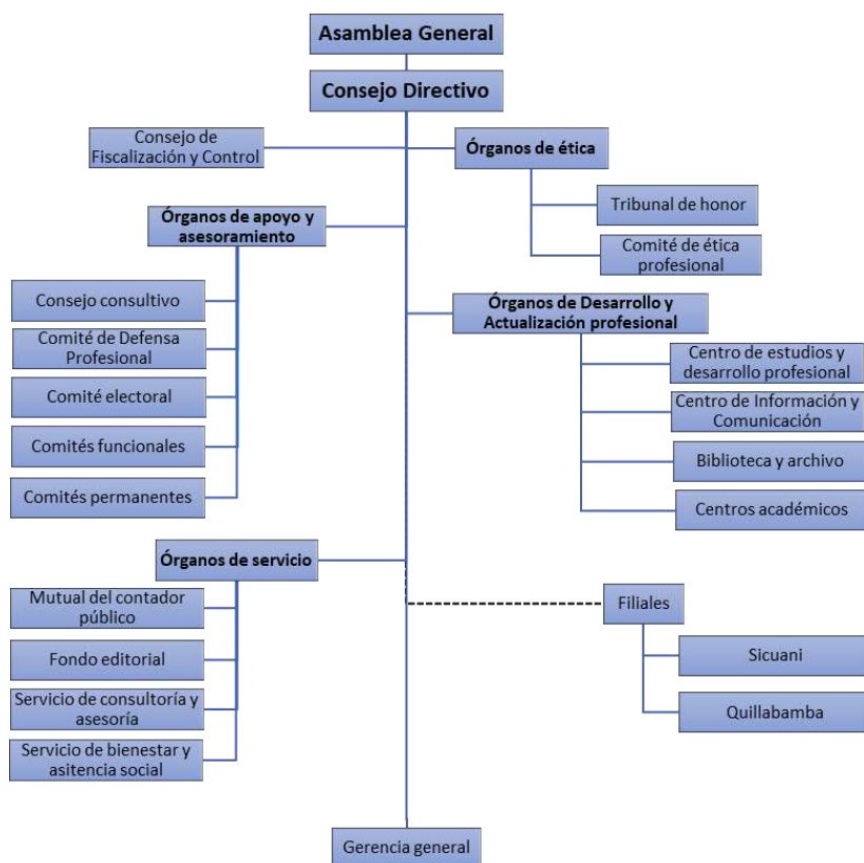 Asamblea General
Consejo Directivo
Consejo de
Fiscalización y Control
Órganos de ética
Tribunal de honor
Comité de ética
profesional
Órganos de apoyo y
asesoramiento
Consejo consultivo
Comité de Defensa
Profesional
Comité electoral
Comités funcionales
Comités permanentes
Órganos de Desarrollo y
Actualización profesional
Centro de estudios y
desarrollo profesional
Centro de Información y
Comunicación
Biblioteca y archivo
Centros académicos
Órganos de servicio
Mutual del contador
público
Fondo editorial
Servicio de consultoría y
asesoría
Servicio de bienestar y
asitencia social
Filiales
Sicuani
Quillabamba
Gerencia general